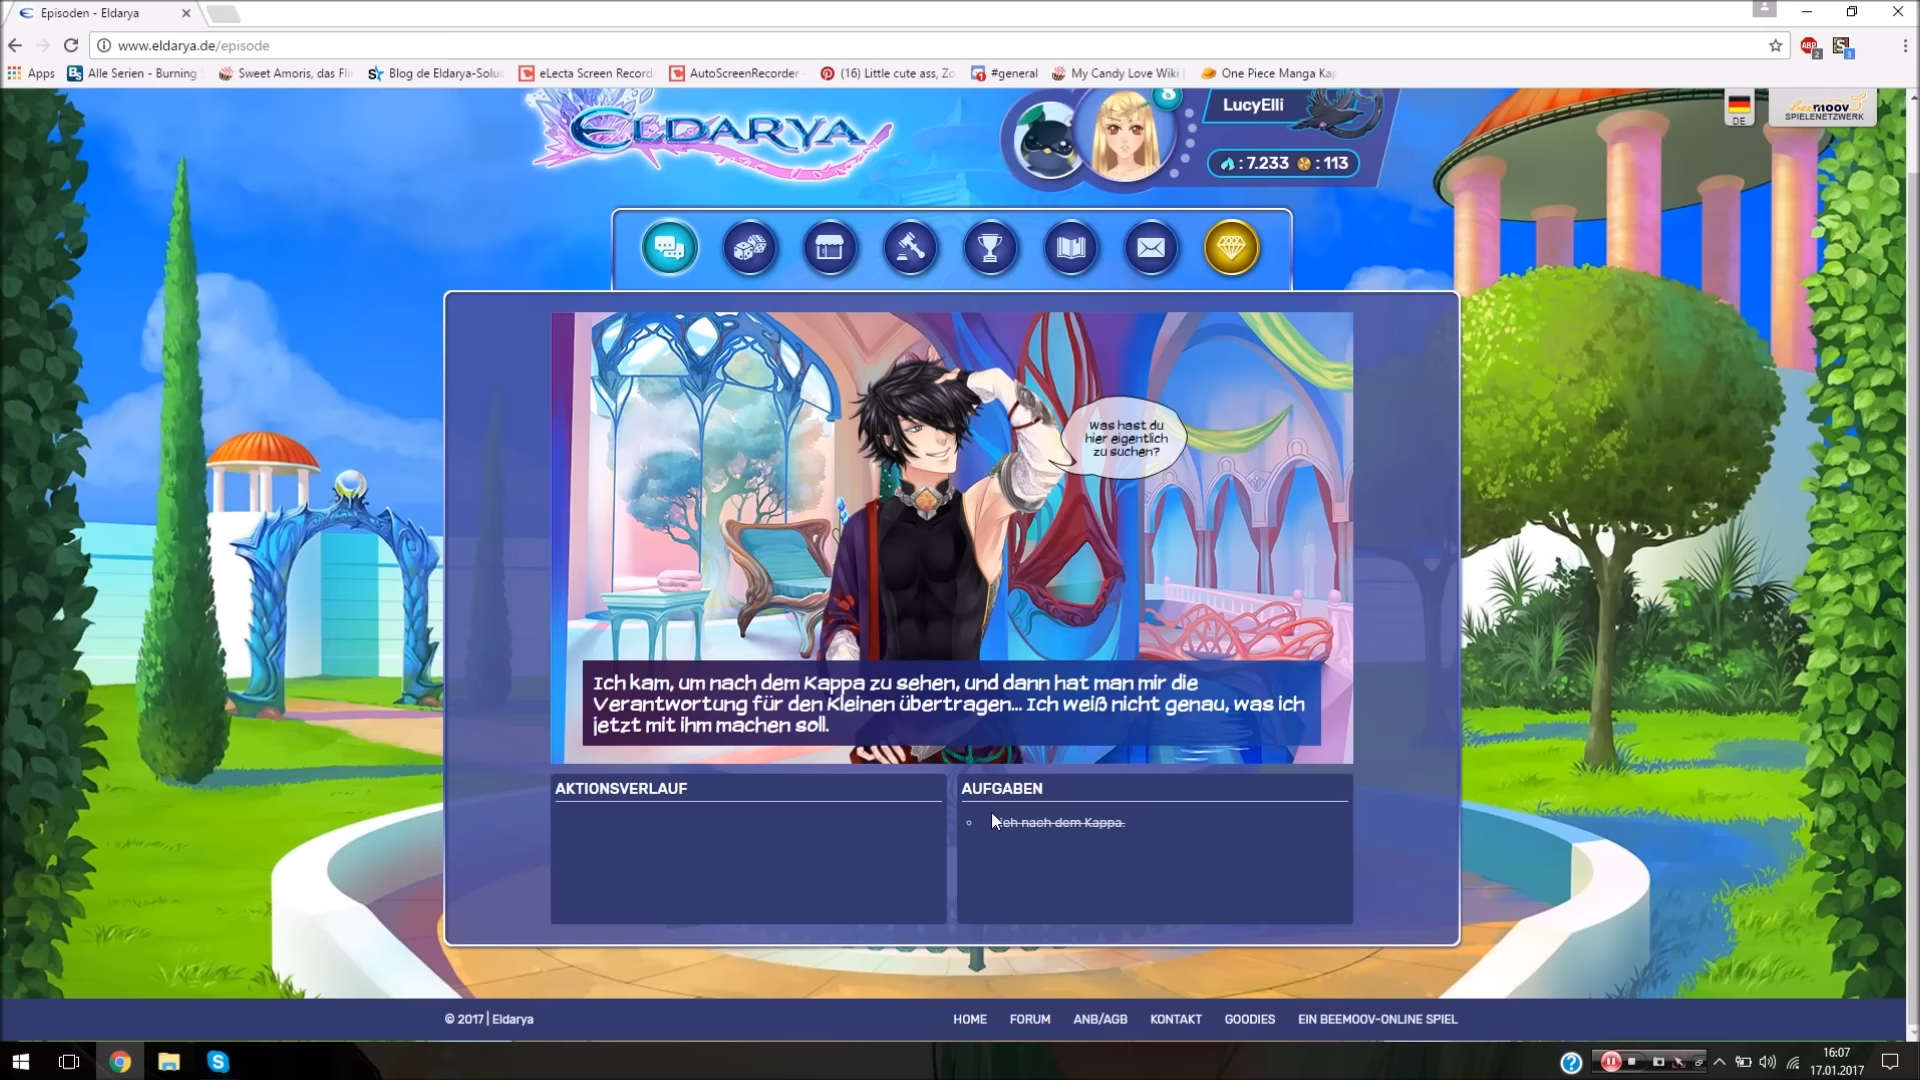 Episoden - Eldarya
www.eldarya.de/episode
Apps
Alle Serien - Burning
Sweet Amoris, das Flir
Blog de Eldarya-Soluc
eLecta Screen Record
AutoScreenRecorder
(16) Little cute ass, Zo
#general
My Candy Love Wiki
One Piece Manga Kap
ELDARYA
8
LucyElli
: 7.233 : 113
DE
Beemoov
SPIELENETZWERK
Was hast du
hier eigentlich
zu suchen?
Ich kam, um nach dem Kappa zu sehen, und dann hat man mir die
Verantwortung für den Kleinen übertragen... Ich weiß nicht genau, was ich
jetzt mit ihm machen soll.
AKTIONSVERLAUF
AUFGABEN
nach dem Kappa.
© 2017 | Eldarya
HOME
FORUM
ANB/AGB
KONTAKT
GOODIES
EIN BEEMOOV-ONLINE SPIEL
16:07
17.01.2017